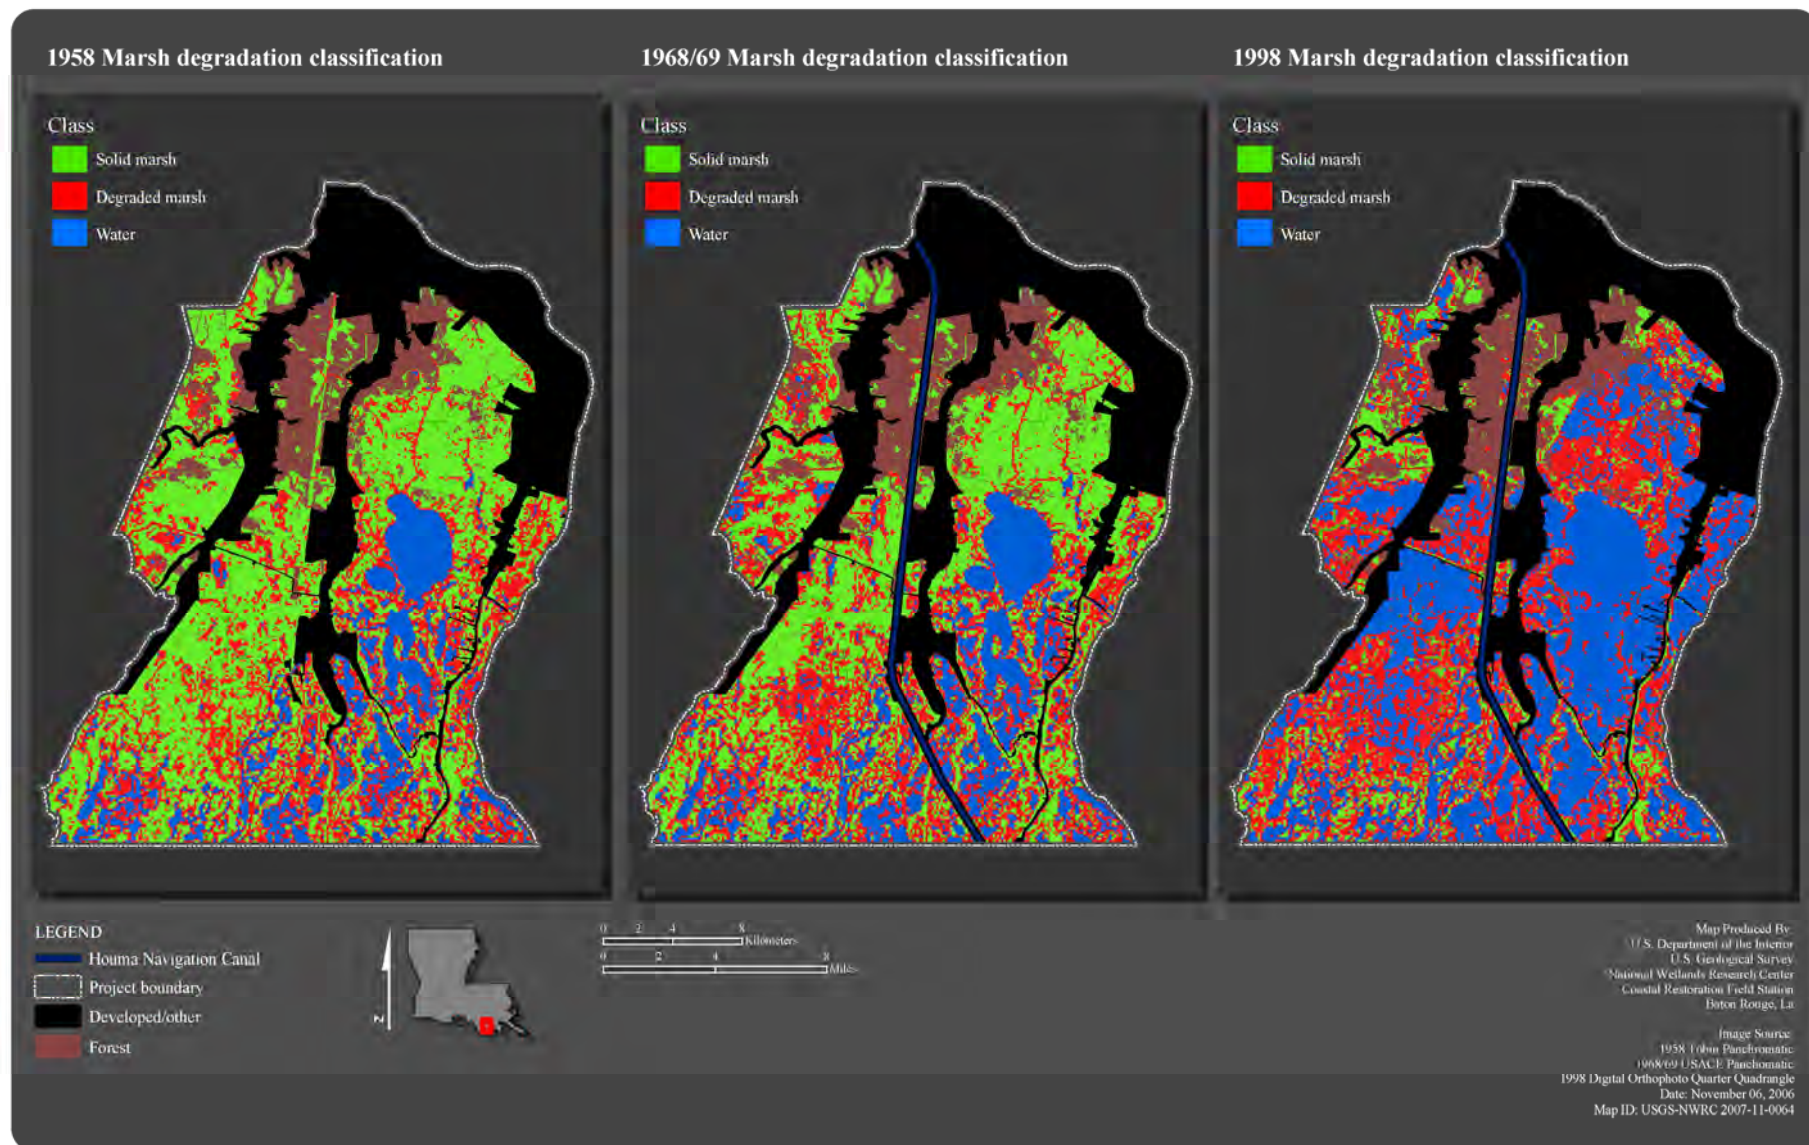 1958 Marsh degradation classification
Class
Solid marsh
Degraded marsh
Water
1968/69 Marsh degradation classification
Class
Solid marsh
Degraded marsh
Water
1998 Marsh degradation classification
Class
Solid marsh
Degraded marsh
Water
LEGEND
Houma Navigation Canal
Project boundary
Developed/other
Forest
N
0 2 4 8
Kilometers
0 2 4 8
Miles
Map Produced By:
U.S. Department of the Interior
U.S. Geological Survey
National Wetlands Research Center
Coastal Restoration Field Station
Baton Rouge, La
Image Source:
1958 Tobin Panchromatic
1968/69 USACE Panchomatic
1998 Digital Orthophoto Quarter Quadrangle
Date: November 06, 2006
Map ID: USGS-NWRC 2007-11-0064